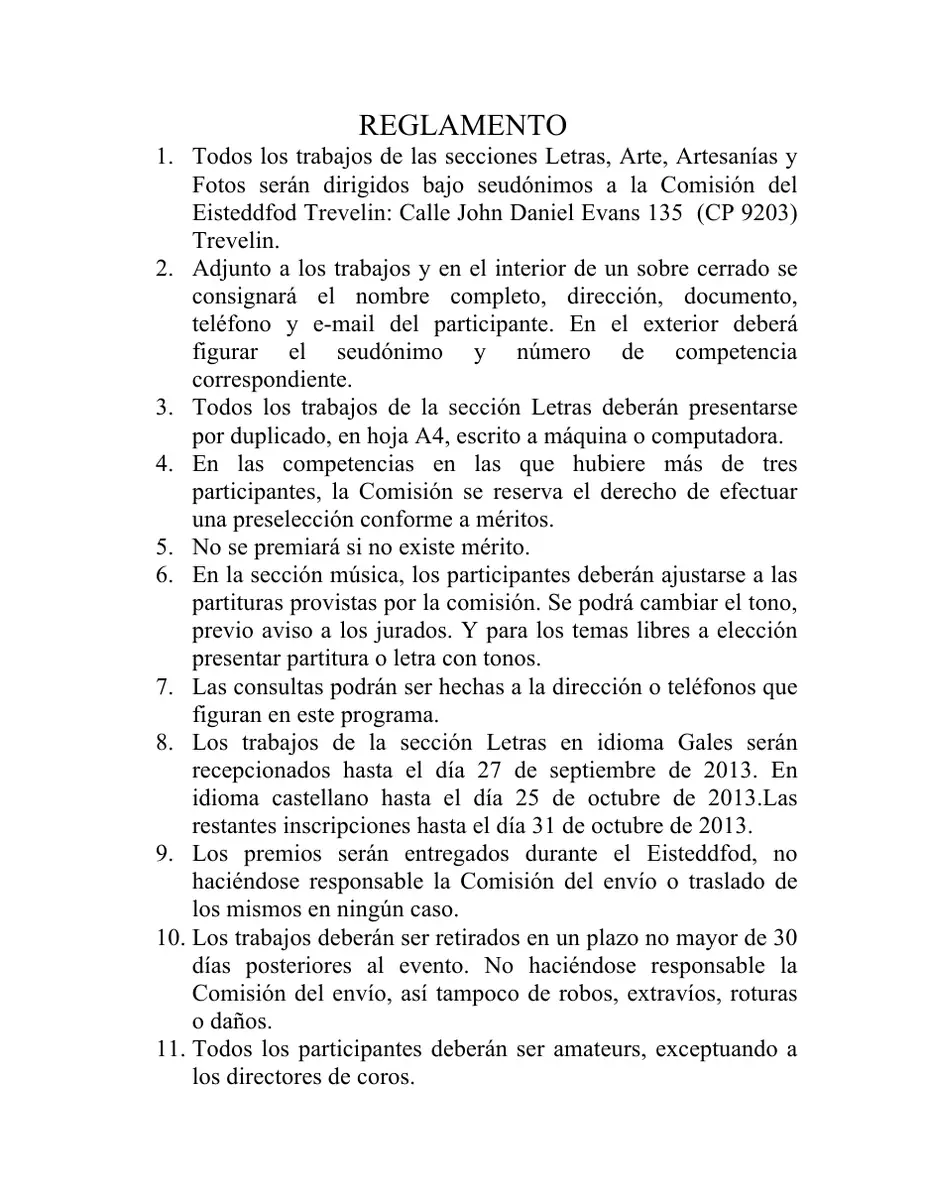 REGLAMENTO
1. Todos los trabajos de las secciones Letras, Arte, Artesanías y
Fotos serán dirigidos bajo seudónimos a la Comisión del
Eisteddfod Trevelin: Calle John Daniel Evans 135  (CP 9203)
Trevelin.
2. Adjunto a los trabajos y en el interior de un sobre cerrado se
consignará el nombre completo, dirección, documento,
teléfono y e-mail del participante. En el exterior deberá
figurar el seudónimo y número de competencia
correspondiente.
3. Todos los trabajos de la sección Letras deberán presentarse
por duplicado, en hoja A4, escrito a máquina o computadora.
4. En las competencias en las que hubiere más de tres
participantes, la Comisión se reserva el derecho de efectuar
una preselección conforme a méritos.
5. No se premiará si no existe mérito.
6. En la sección música, los participantes deberán ajustarse a las
partituras provistas por la comisión. Se podrá cambiar el tono,
previo aviso a los jurados. Y para los temas libres a elección
presentar partitura o letra con tonos.
7. Las consultas podrán ser hechas a la dirección o teléfonos que
figuran en este programa.
8. Los trabajos de la sección Letras en idioma Gales serán
recepcionados hasta el día 27 de septiembre de 2013. En
idioma castellano hasta el día 25 de octubre de 2013.Las
restantes inscripciones hasta el día 31 de octubre de 2013.
9. Los premios serán entregados durante el Eisteddfod, no
haciéndose responsable la Comisión del envío o traslado de
los mismos en ningún caso.
10. Los trabajos deberán ser retirados en un plazo no mayor de 30
días posteriores al evento. No haciéndose responsable la
Comisión del envío, así tampoco de robos, extravíos, roturas
o daños.
11. Todos los participantes deberán ser amateurs, exceptuando a
los directores de coros.